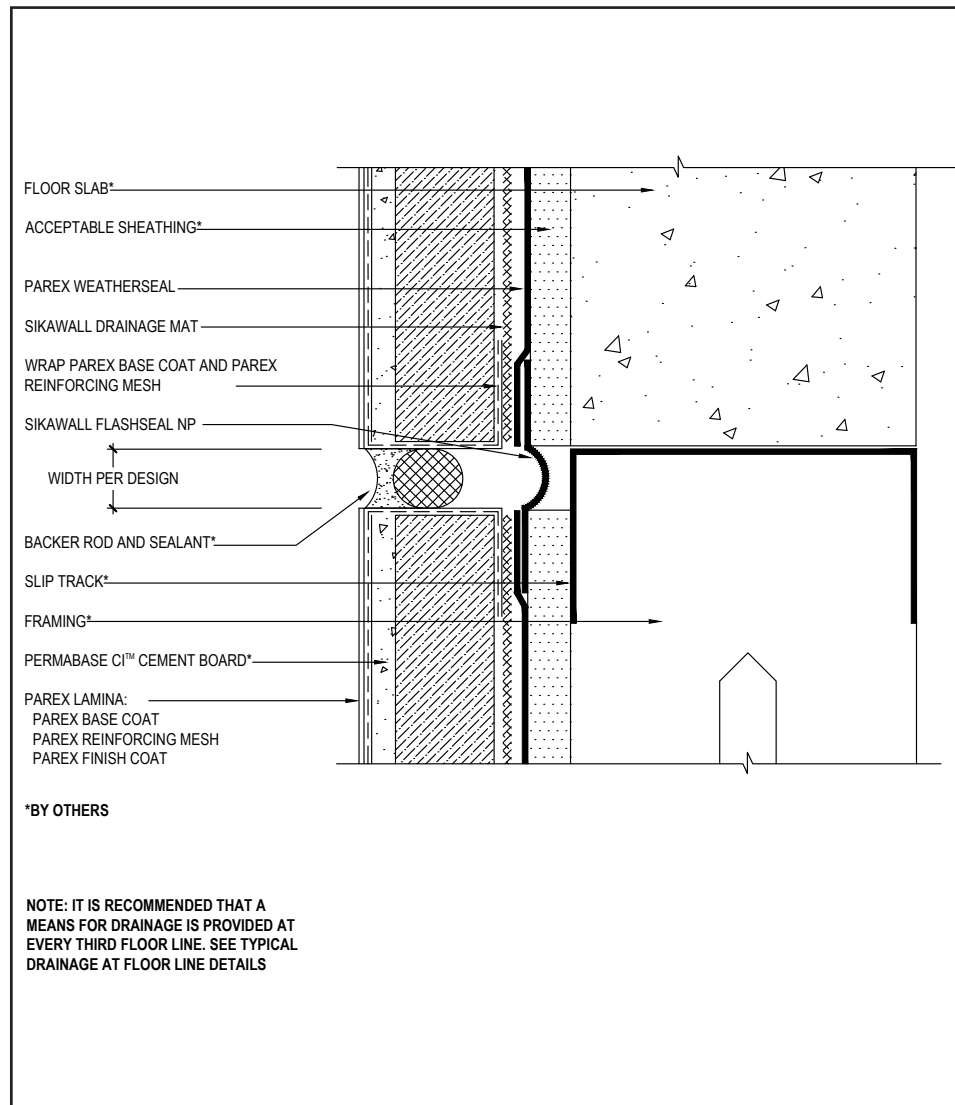 FLOOR SLAB*
ACCEPTABLE SHEATHING*
PAREX WEATHERSEAL
SIKAWALL DRAINAGE MAT
WRAP PAREX BASE COAT AND PAREX
REINFORCING MESH
SIKAWALL FLASHSEAL NP
WIDTH PER DESIGN
BACKER ROD AND SEALANT*
SLIP TRACK*
FRAMING*
PERMABASE CI™ CEMENT BOARD*
PAREX LAMINA:
PAREX BASE COAT
PAREX REINFORCING MESH
PAREX FINISH COAT
*BY OTHERS
NOTE: IT IS RECOMMENDED THAT A
MEANS FOR DRAINAGE IS PROVIDED AT
EVERY THIRD FLOOR LINE. SEE TYPICAL
DRAINAGE AT FLOOR LINE DETAILS